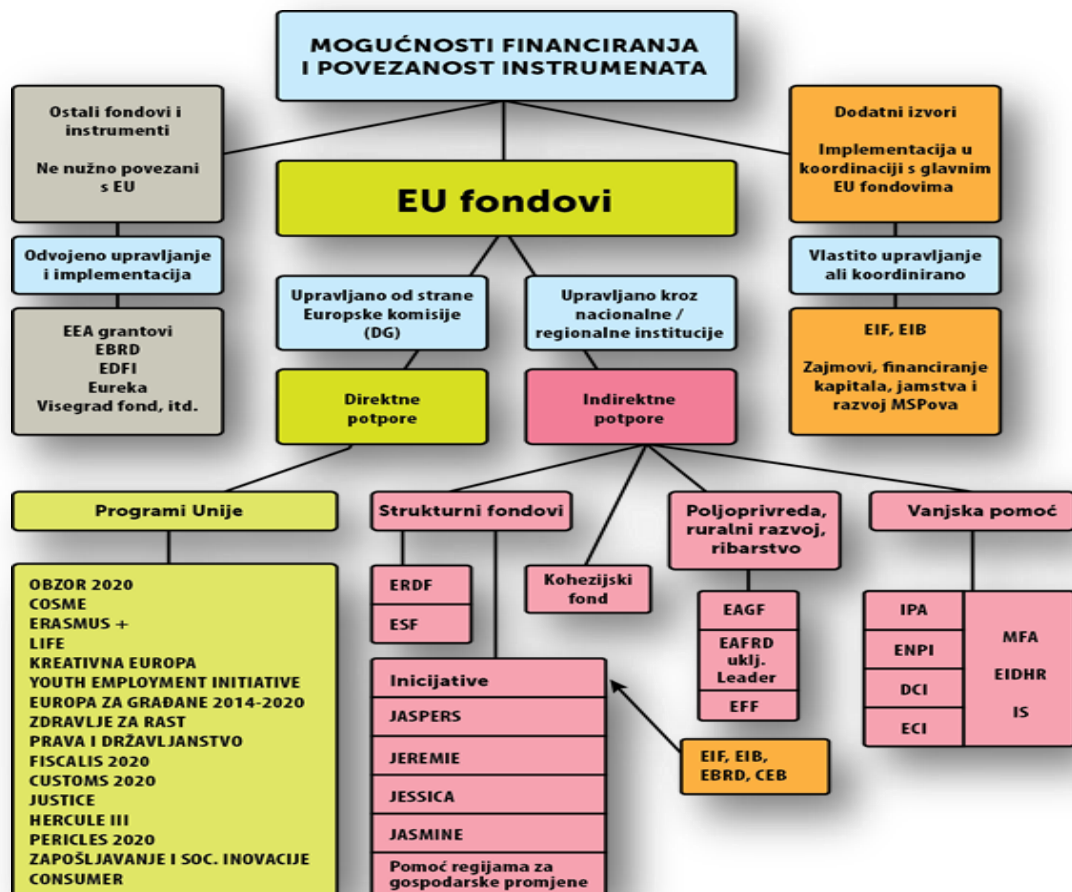 MOGUĆNOSTI FINANCIRANJA
I POVEZANOST INSTRUMENATA
Ostali fondovi i
instrumenti
Ne nužno povezani
s EU
Odvojeno upravljanje
i implementacija
EEA grantovi
EBRD
EDFI
Eureka
Visegrad fond, itd.
EU fondovi
Dodatni izvori
Implementacija u
koordinaciji s glavnim
EU fondovima
Vlastito upravljanje
ali koordinirano
EIF, EIB
Zajmovi, financiranje
kapitala, jamstva i
razvoj MSPova
Upravljano od strane
Europske komisije
(DG)
Upravljano kroz
nacionalne /
regionalne institucije
Direktne
potpore
Indirektne
potpore
Programi Unije
OBZOR 2020
COSME
ERASMUS +
LIFE
KREATIVNA EUROPA
YOUTH EMPLOYMENT INITIATIVE
EUROPA ZA GRAĐANE 2014-2020
ZDRAVLJE ZA RAST
PRAVA I DRŽAVLJANSTVO
FISCALIS 2020
CUSTOMS 2020
JUSTICE
HERCULE III
PERICLES 2020
ZAPOŠLJAVANJE I SOC. INOVACIJE
CONSUMER
Strukturni fondovi
ERDF
ESF
Inicijative
JASPERS
JEREMIE
JESSICA
JASMINE
Pomoć regijama za
gospodarske promjene
Kohezijski
fond
Poljoprivreda,
ruralni razvoj,
ribarstvo
EAGF
EAFRD
uklj.
Leader
EFF
EIF, EIB,
EBRD, CEB
Vanjska pomoć
IPA
ENPI
DCI
ECI
MFA
EIDHR
IS